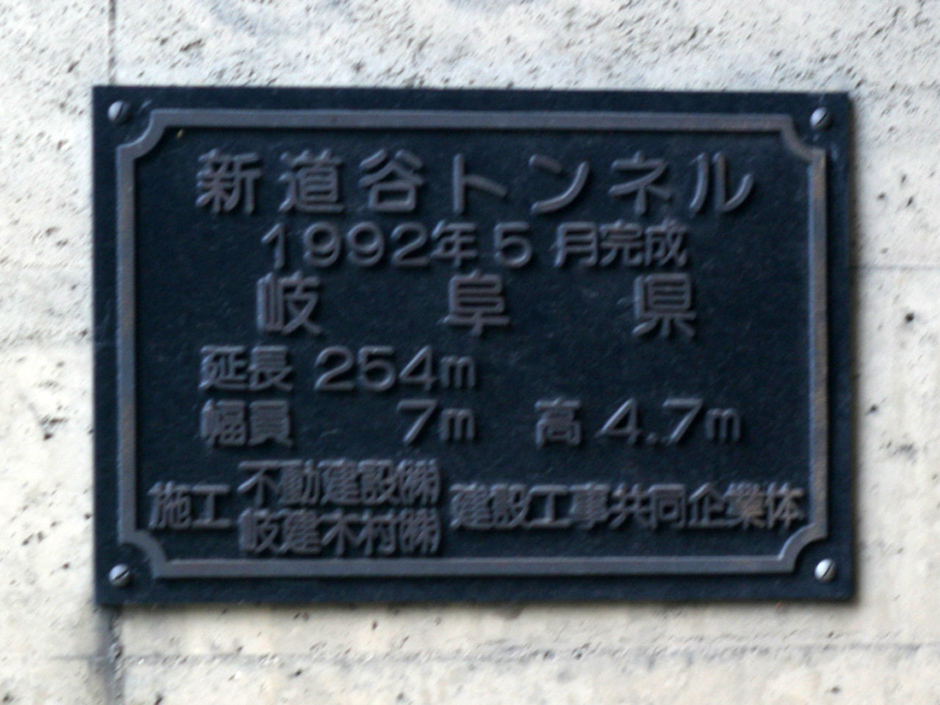 新道谷トンネル
1992年5月完成
岐阜県
延長 254m
幅員 7m 高 4.7m
施工 不動建設㈱ 岐建木村㈱ 建設工事共同企業体